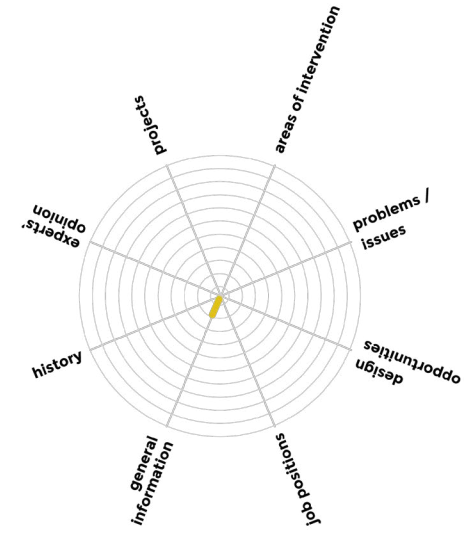 areas of intervention
problems /
issues
design
opportunities
job positions
general
information
history
experts'
opinion
projects